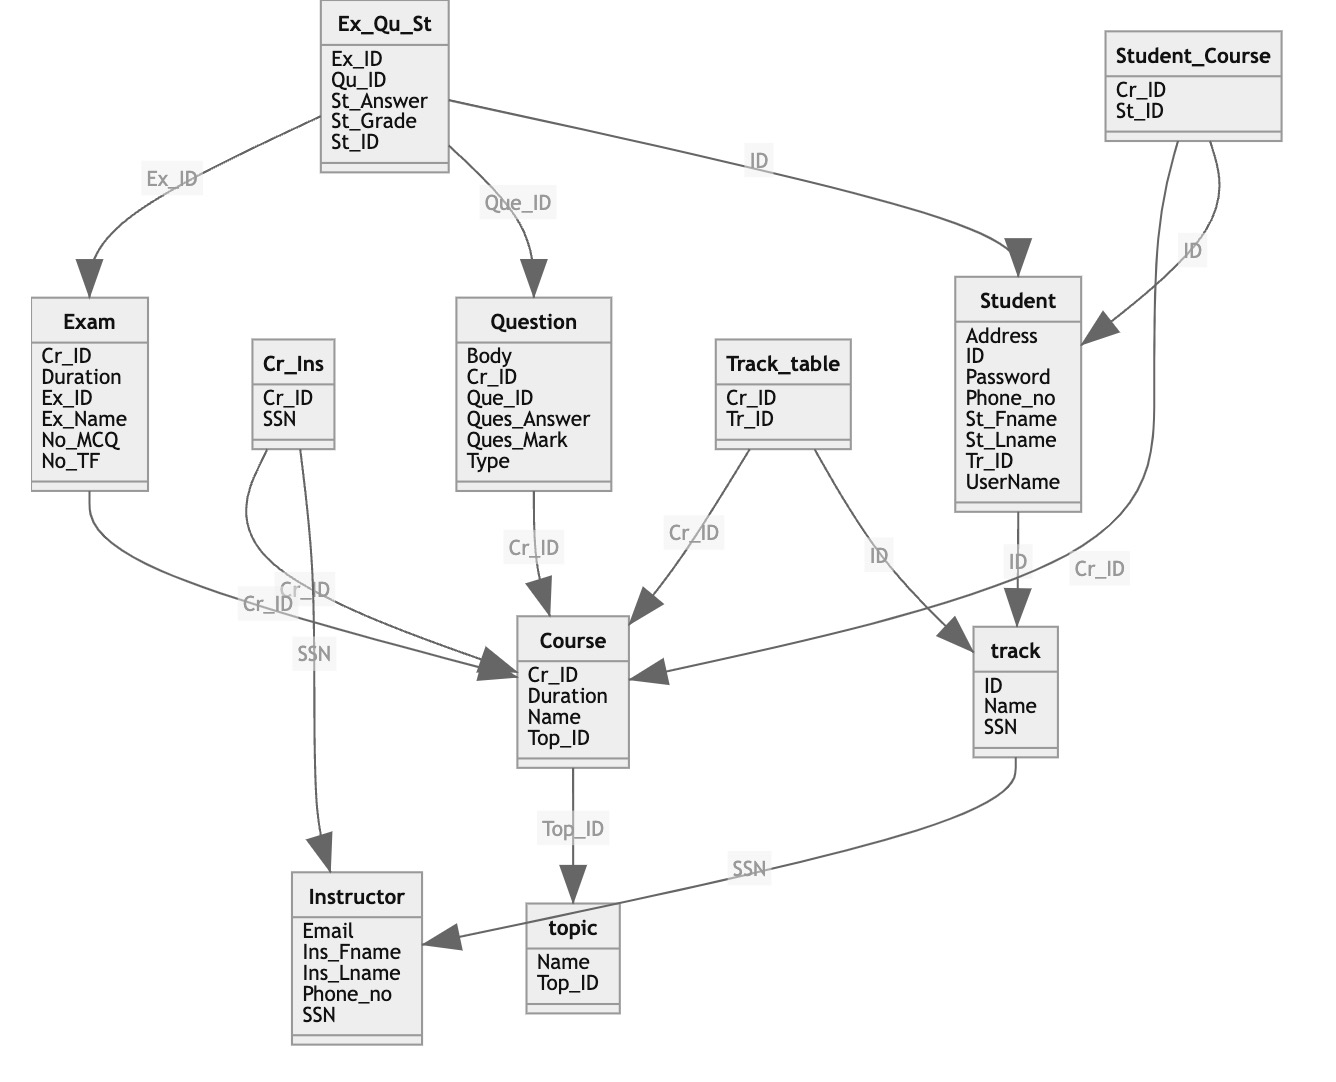 Ex_Qu_St
Ex_ID
Qu_ID
St_Answer
St_Grade
St_ID
Student_Course
Cr_ID
St_ID
Ex_ID
Que_ID
ID
ID
Exam
Cr_ID
Duration
Ex_ID
Ex_Name
No_MCQ
No_TF
Cr_Ins
Cr_ID
SSN
Question
Body
Cr_ID
Que_ID
Ques_Answer
Ques_Mark
Type
Track_table
Cr_ID
Tr_ID
Student
Address
ID
Password
Phone_no
St_Fname
St_Lname
Tr_ID
UserName
Cr_ID
Cr_ID
SSN
Cr_ID
Cr_ID
ID
ID
Cr_ID
Course
Cr_ID
Duration
Name
Top_ID
track
ID
Name
SSN
Top_ID
SSN
Instructor
Email
Ins_Fname
Ins_Lname
Phone_no
SSN
topic
Name
Top_ID